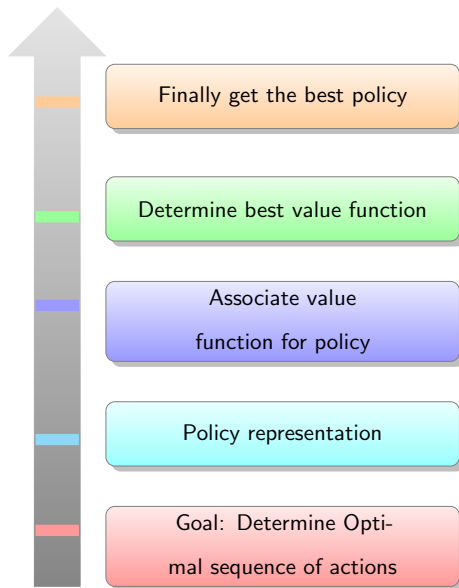 Finally get the best policy
Determine best value function
Associate value
function for policy
Policy representation
Goal: Determine Opti-
mal sequence of actions